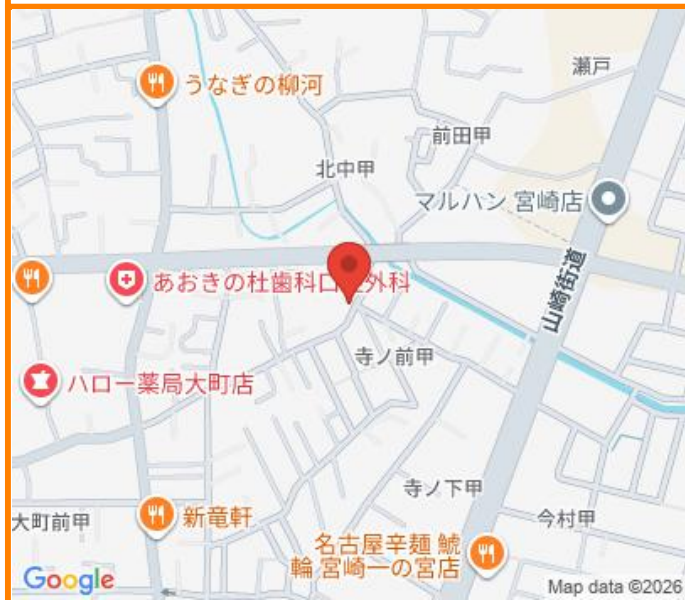 瀬戸
うなぎの柳河
前田甲
北中甲
マルハン 宮崎店
山崎街道
あおきの杜歯科口腔外科
寺ノ前甲
ハロー薬局大町店
寺ノ下甲
新竜軒
大町前甲
今村甲
名古屋辛麺 鯱
輪 宮崎一の宮店
Google
Map data ©2026